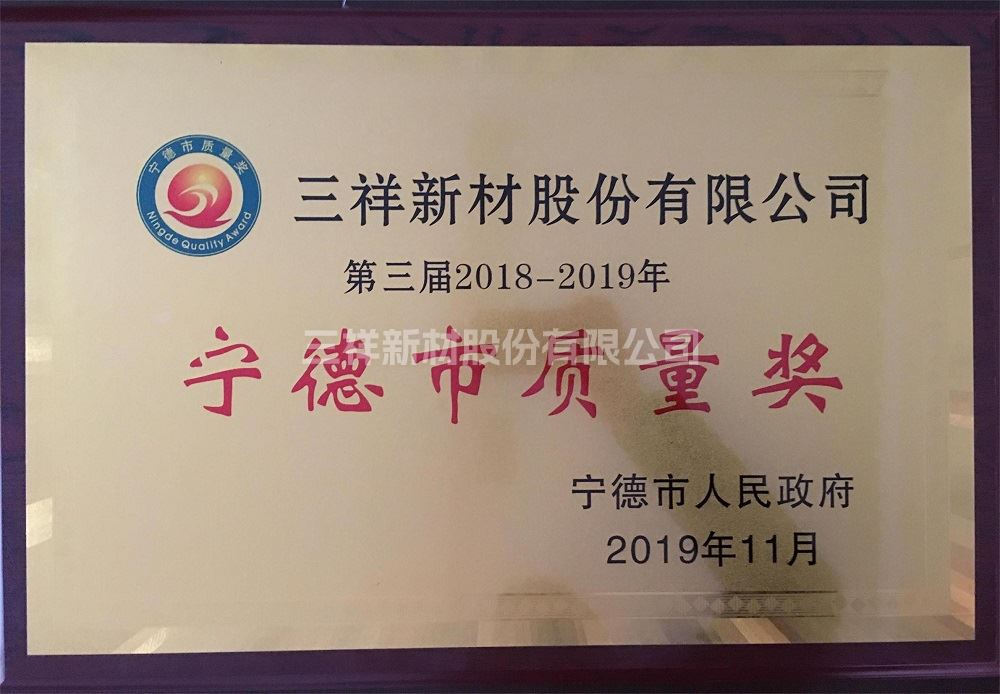 宁德市质量奖
Ningde Quality Award
三祥新材股份有限公司
第三届2018-2019年
三祥新材股份有限公司
宁德市质量奖
宁德市人民政府
2019年11月